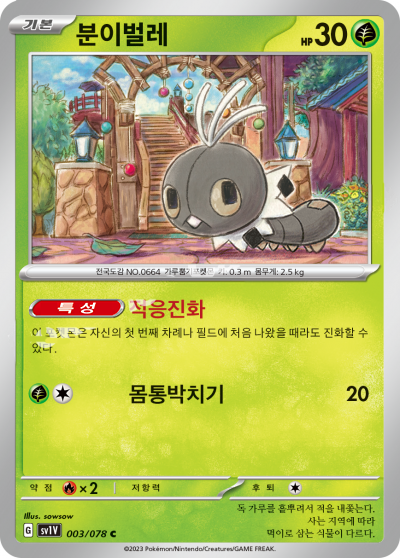 기본 분이벌레 HP 30
전국도감 NO.0664 가루뿜기포켓몬 키: 0.3 m 몸무게: 2.5 kg
특성 적응진화
이 포켓몬은 자신의 첫 번째 차례나 필드에 처음 나왔을 때라도 진화할 수
있다.
몸통박치기 20
약점 ×2 저항력 후퇴
Illus. sowsow
G sv1V 003/078 C
독 가루를 흩뿌려서 적을 내쫓는다.
사는 지역에 따라
먹이로 삼는 식물이 다르다.
©2023 Pokémon/Nintendo/Creatures/GAME FREAK.